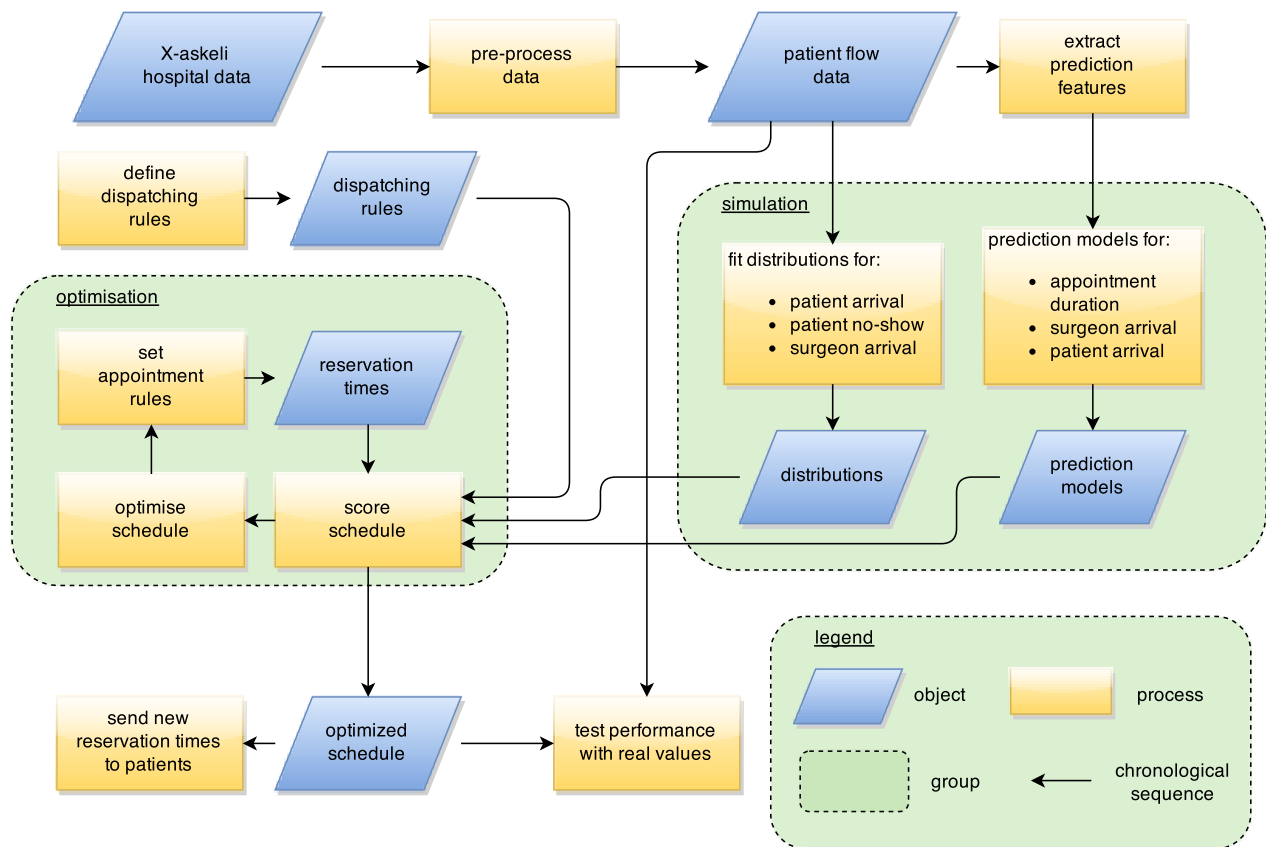 X-askeli
hospital data
pre-process
data
patient flow
data
extract
prediction
features
define
dispatching
rules
dispatching
rules
simulation
fit distributions for:
patient arrival
patient no-show
surgeon arrival
prediction models for:
appointment
duration
surgeon arrival
patient arrival
optimisation
set
appointment
rules
reservation
times
optimise
schedule
score
schedule
distributions
prediction
models
send new
reservation times
to patients
optimized
schedule
test performance
with real values
legend
object
process
group
chronological
sequence